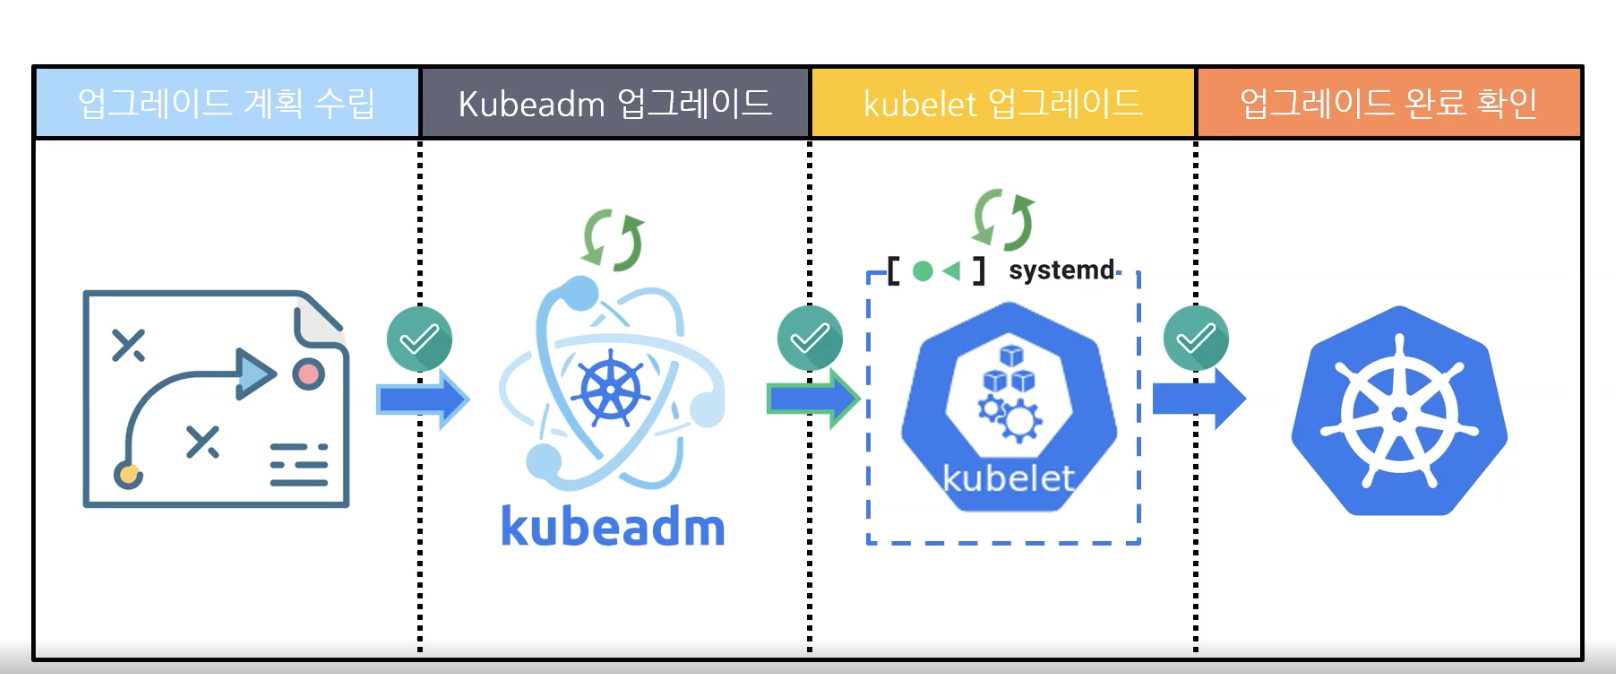 업그레이드 계획 수립
Kubeadm 업그레이드
kubelet 업그레이드
업그레이드 완료 확인
systemd
kubelet
kubeadm